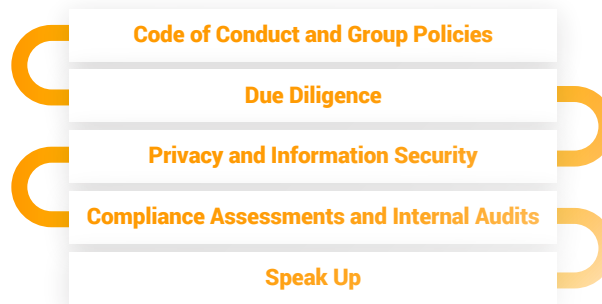 Code of Conduct and Group Policies
Due Diligence
Privacy and Information Security
Compliance Assessments and Internal Audits
Speak Up